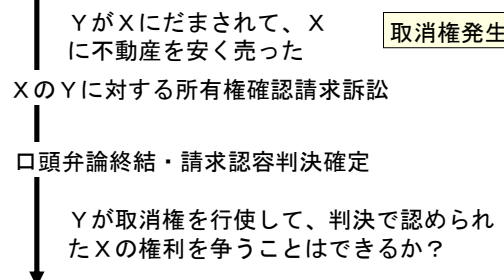 YがXにだまされて、X
に不動産を安く売った
取消権発生
XのYに対する所有権確認請求訴訟
口頭弁論終結・請求認容判決確定
Yが取消権を行使して、判決で認められ
たXの権利を争うことはできるか?